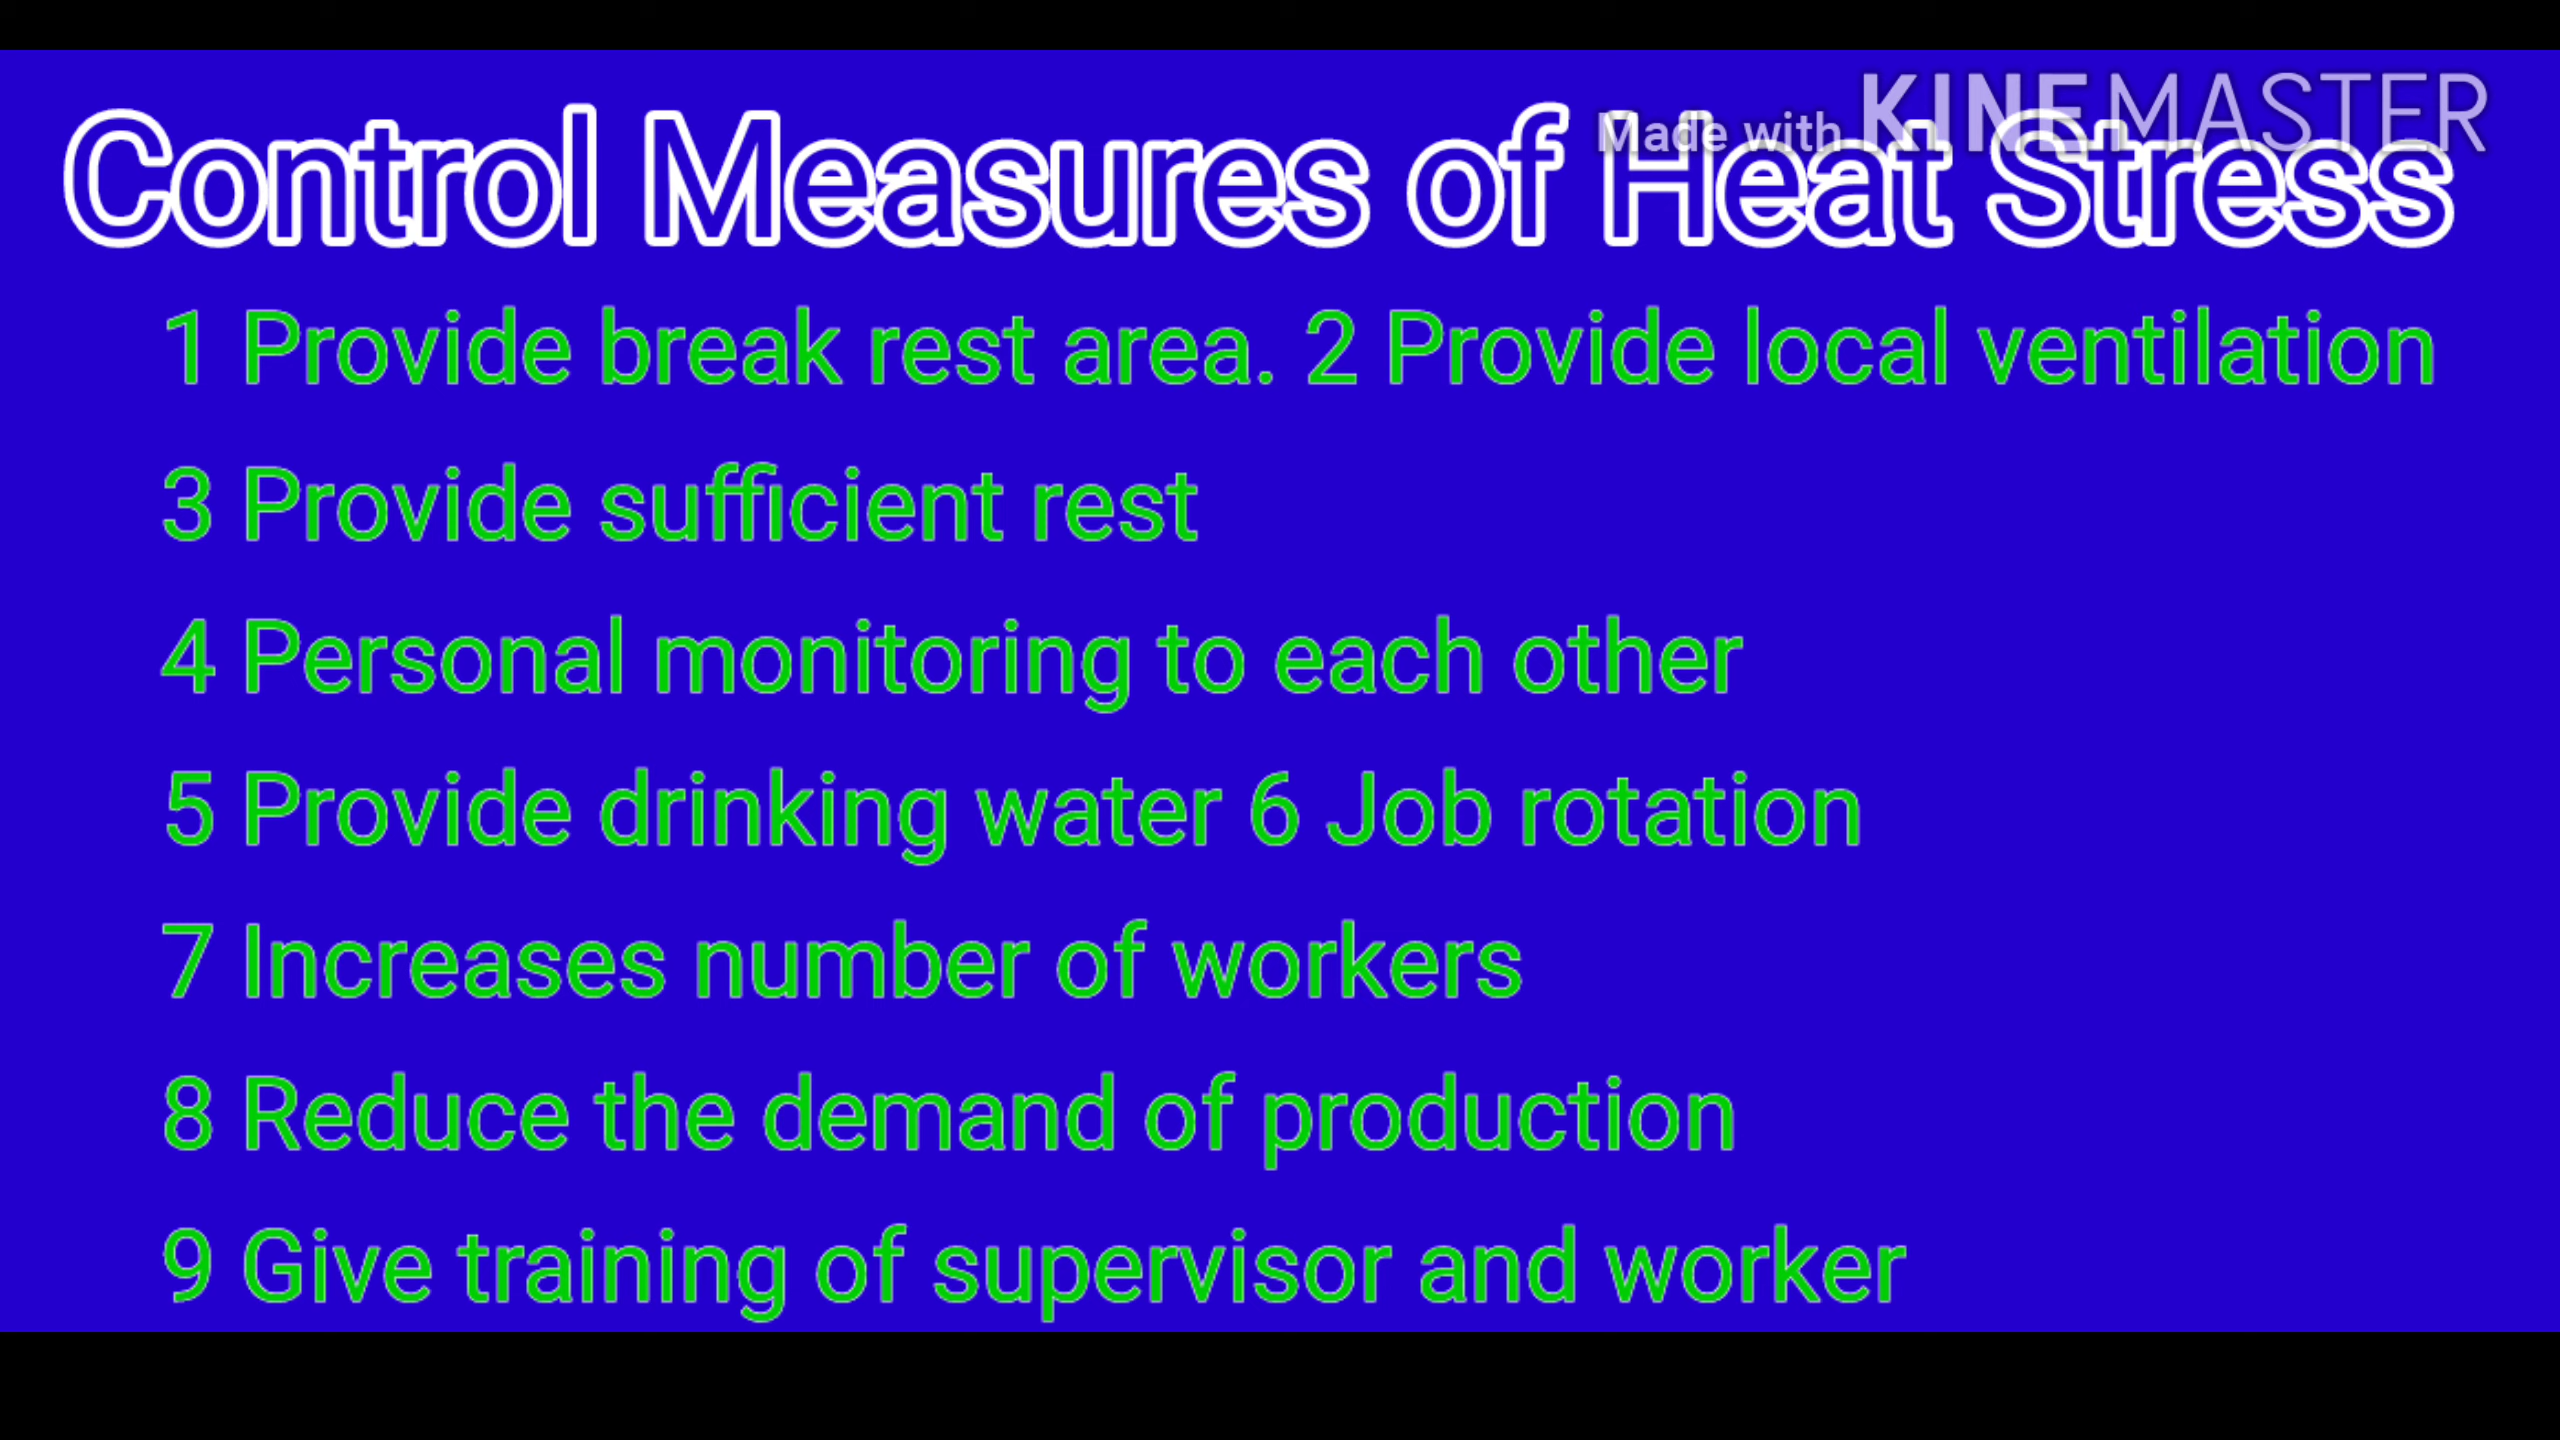 Made with KINEMASTER
Control Measures of Heat Stress
1 Provide break rest area. 2 Provide local ventilation
3 Provide sufficient rest
4 Personal monitoring to each other
5 Provide drinking water 6 Job rotation
7 Increases number of workers
8 Reduce the demand of production
9 Give training of supervisor and worker